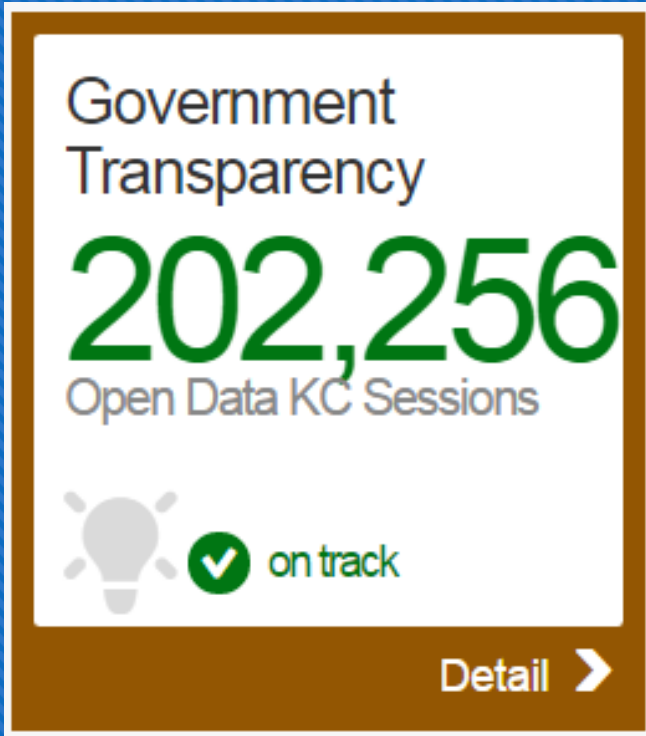 Government
Transparency
202,256
Open Data KC Sessions
on track
Detail